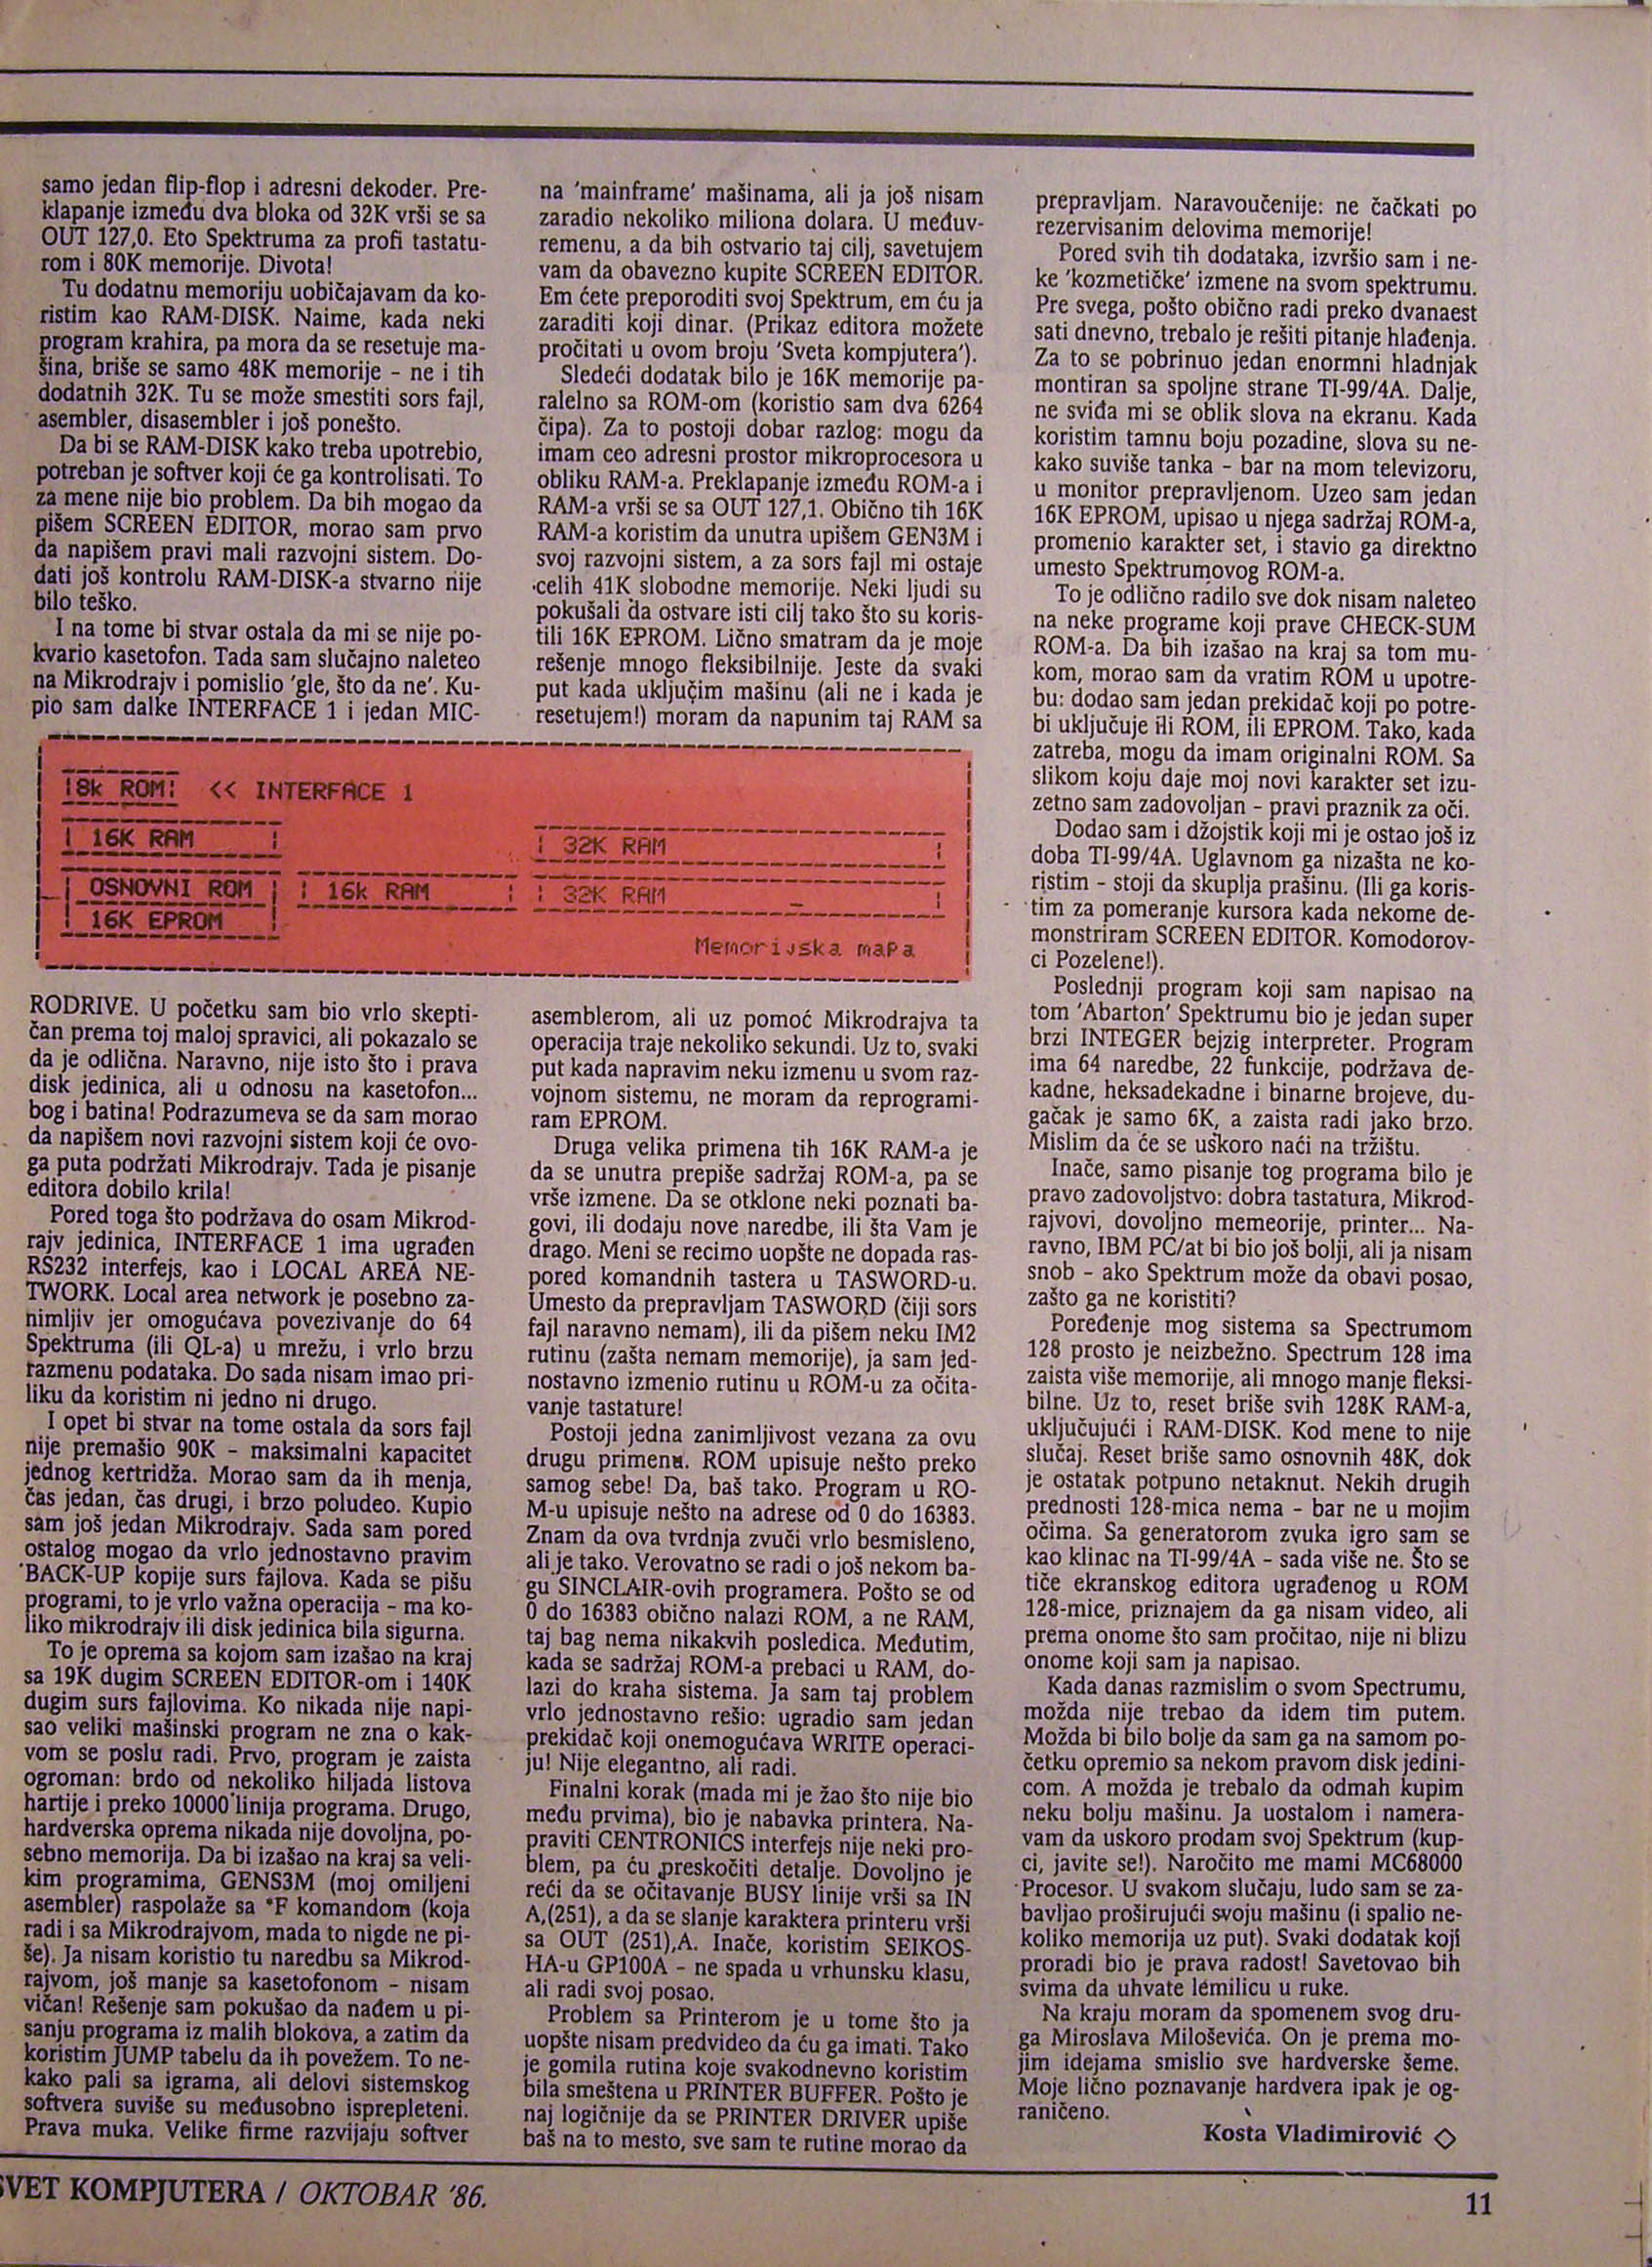 samo jedan flip-flop i adresni dekoder. Pre-
klapanje između dva bloka od 32K vrši se sa
OUT 127,0. Eto Spektruma za profi tastatu-
rom i 80K memorije. Divota!
Tu dodatnu memoriju uobičajavam da ko-
ristim kao RAM-DISK. Naime, kada neki
program krahira, pa mora da se resetuje ma-
šina, briše se samo 48K memorije – ne i tih
dodatnih 32K. Tu se može smestiti sors fajl,
asembler, disasembler i još ponešto.
Da bi se RAM-DISK kako treba upotrebio,
potreban je softver koji će ga kontrolisati. To
za mene nije bio problem. Da bih mogao da
pišem SCREEN EDITOR, morao sam prvo
da napišem pravi mali razvojni sistem. Do-
dati još kontrolu RAM-DISK-a stvarno nije
bilo teško.
I na tome bi stvar ostala da mi se nije po-
kvario kasetofon. Tada sam slučajno naleteo
na Mikrodrajv i pomislio 'gle, što da ne'. Ku-
pio sam dalke INTERFACE 1 i jedan MIC-
RODRIVE. U početku sam bio vrlo skepti-
čan prema toj maloj spravici, ali pokazalo se
da je odlična. Naravno, nije isto što i prava
disk jedinica, ali u odnosu na kasetofon...
bog i batina! Podrazumeva se da sam morao
da napišem novi razvojni sistem koji će ovo-
ga puta podržati Mikrodrajv. Tada je pisanje
editora dobilo krila!
Pored toga što podržava do osam Mikrod-
rajv jedinica, INTERFACE 1 ima ugrađen
RS232 interfejs, kao i LOCAL AREA NE-
TWORK. Local area network je posebno za-
nimljiv jer omogućava povezivanje do 64
Spektruma (ili QL-a) u mrežu, i vrlo brzu
razmenu podataka. Do sada nisam imao pri-
liku da koristim ni jedno ni drugo.
I opet bi stvar na tome ostala da sors fajl
nije premašio 90K – maksimalni kapacitet
jednog kertridža. Morao sam da ih menja,
čas jedan, čas drugi, i brzo poludeo. Kupio
sam još jedan Mikrodrajv. Sada sam pored
ostalog mogao da vrlo jednostavno pravim
BACK-UP kopije surs fajlova. Kada se pišu
programi, to je vrlo važna operacija – ma ko-
liko mikrodrajv ili disk jedinica bila sigurna.
To je oprema sa kojom sam izašao na kraj
sa 19K dugim SCREEN EDITOR-om i 140K
dugim surs fajlovima. Ko nikada nije napi-
sao veliki mašinski program ne zna o kak-
vom se poslu radi. Prvo, program je zaista
ogroman: brdo od nekoliko hiljada listova
hartije i preko 10000 linija programa. Drugo,
hardverska oprema nikada nije dovoljna, po-
sebno memorija. Da bi izašao na kraj sa veli-
kim programima, GENS3M (moj omiljeni
asembler) raspolaže sa *F komandom (koja
radi i sa Mikrodrajvom, mada to nigde ne pi-
še). Ja nisam koristio tu naredbu sa Mikrod-
rajvom, još manje sa kasetofonom – nisam
vičan! Rešenje sam pokušao da nađem u pi-
sanju programa iz malih blokova, a zatim da
koristim JUMP tabelu da ih povežem. To ne-
kako pali sa igrama, ali delovi sistemskog
softvera suviše su međusobno isprepleteni.
Prava muka. Velike firme razvijaju softver
na 'mainframe' mašinama, ali ja još nisam
zaradio nekoliko miliona dolara. U međuv-
remenu, a da bih ostvario taj cilj, savetujem
vam da obavezno kupite SCREEN EDITOR.
Em ćete preporoditi svoj Spektrum, em ću ja
zaraditi koji dinar. (Prikaz editora možete
pročitati u ovom broju 'Sveta kompjutera').
Sledeći dodatak bilo je 16K memorije pa-
ralelno sa ROM-om (koristio sam dva 6264
čipa). Za to postoji dobar razlog: mogu da
imam ceo adresni prostor mikroprocesora u
obliku RAM-a. Preklapanje između ROM-a i
RAM-a vrši se sa OUT 127,1. Obično tih 16K
RAM-a koristim da unutra upišem GEN3M i
svoj razvojni sistem, a za sors fajl mi ostaje
celih 41K slobodne memorije. Neki ljudi su
pokušali da ostvare isti cilj tako što su koris-
tili 16K EPROM. Lično smatram da je moje
rešenje mnogo fleksibilnije. Jeste da svaki
put kada uključim mašinu (ali ne i kada je
resetujem!) moram da napunim taj RAM sa
8k ROM << INTERFACE 1
16K RAM
32K RAM
OSNOVNI ROM
16k RAM
32K RAM
16K EPROM
Memorijska mapa
asemblerom, ali uz pomoć Mikrodrajva ta
operacija traje nekoliko sekundi. Uz to, svaki
put kada napravim neku izmenu u svom raz-
vojnom sistemu, ne moram da reprogrami-
ram EPROM.
Druga velika primena tih 16K RAM-a je
da se unutra prepiše sadržaj ROM-a, pa se
vrše izmene. Da se otklone neki poznati ba-
govi, ili dodaju nove naredbe, ili šta Vam je
drago. Meni se recimo uopšte ne dopada ras-
pored komandnih tastera u TASWORD-u.
Umesto da prepravljam TASWORD (čiji sors
fajl naravno nemam), ili da pišem neku IM2
rutinu (zašta nemam memorije), ja sam jed-
nostavno izmenio rutinu u ROM-u za očita-
vanje tastature!
Postoji jedna zanimljivost vezana za ovu
drugu primenu. ROM upisuje nešto preko
samog sebe! Da, baš tako. Program u RO-
M-u upisuje nešto na adrese od 0 do 16383.
Znam da ova tvrdnja zvuči vrlo besmisleno,
ali je tako. Verovatno se radi o još nekom ba-
gu SINCLAIR-ovih programera. Pošto se od
0 do 16383 obično nalazi ROM, a ne RAM,
taj bag nema nikakvih posledica. Međutim,
kada se sadržaj ROM-a prebaci u RAM, do-
lazi do kraha sistema. Ja sam taj problem
vrlo jednostavno rešio: ugradio sam jedan
prekidač koji onemogućava WRITE operaci-
ju! Nije elegantno, ali radi.
Finalni korak (mada mi je žao što nije bio
među prvima), bio je nabavka printera. Na-
praviti CENTRONICS interfejs nije neki pro-
blem, pa ću preskočiti detalje. Dovoljno je
reći da se očitavanje BUSY linije vrši sa IN
A,(251), a da se slanje karaktera printeru vrši
sa OUT (251),A. Inače, koristim SEIKOS-
HA-u GP100A – ne spada u vrhunsku klasu,
ali radi svoj posao.
Problem sa Printerom je u tome što ja
uopšte nisam predvideo da ću ga imati. Tako
je gomila rutina koje svakodnevno koristim
bila smeštena u PRINTER BUFFER. Pošto je
naj logičnije da se PRINTER DRIVER upiše
baš na to mesto, sve sam te rutine morao da
prepravljam. Naravoučenije: ne čačkati po
rezervisanim delovima memorije!
Pored svih tih dodataka, izvršio sam i ne-
ke 'kozmetičke' izmene na svom spektrumu.
Pre svega, pošto obično radi preko dvanaest
sati dnevno, trebalo je rešiti pitanje hlađenja.
Za to se pobrinuo jedan enormni hladnjak
montiran sa spoljne strane TI-99/4A. Dalje,
ne sviđa mi se oblik slova na ekranu. Kada
koristim tamnu boju pozadine, slova su ne-
kako suviše tanka – bar na mom televizoru,
u monitor prepravljenom. Uzeo sam jedan
16K EPROM, upisao u njega sadržaj ROM-a,
promenio karakter set, i stavio ga direktno
umesto Spektrumovog ROM-a.
To je odlično radilo sve dok nisam naleteo
na neke programe koji prave CHECK-SUM
ROM-a. Da bih izašao na kraj sa tom mu-
kom, morao sam da vratim ROM u upotre-
bu: dodao sam jedan prekidač koji po potre-
bi uključuje ili ROM, ili EPROM. Tako, kada
zatreba, mogu da imam originalni ROM. Sa
slikom koju daje moj novi karakter set izu-
zetno sam zadovoljan – pravi praznik za oči.
Dodao sam i džojstik koji mi je ostao još iz
doba TI-99/4A. Uglavnom ga nizašta ne ko-
ristim – stoji da skuplja prašinu. (Ili ga koris-
tim za pomeranje kursora kada nekome de-
monstriram SCREEN EDITOR. Komodorov-
ci Pozelene!).
Poslednji program koji sam napisao na
tom 'Abarton' Spektrumu bio je jedan super
brzi INTEGER bejzig interpreter. Program
ima 64 naredbe, 22 funkcije, podržava de-
kadne, heksadekadne i binarne brojeve, du-
gačak je samo 6K, a zaista radi jako brzo.
Mislim da će se uskoro naći na tržištu.
Inače, samo pisanje tog programa bilo je
pravo zadovoljstvo: dobra tastatura, Mikrod-
rajvovi, dovoljno memeorije, printer... Na-
ravno, IBM PC/at bi bio još bolji, ali ja nisam
snob – ako Spektrum može da obavi posao,
zašto ga ne koristiti?
Poređenje mog sistema sa Spectrumom
128 prosto je neizbežno. Spectrum 128 ima
zaista više memorije, ali mnogo manje fleksi-
bilne. Uz to, reset briše svih 128K RAM-a,
uključujući i RAM-DISK. Kod mene to nije
slučaj. Reset briše samo osnovnih 48K, dok
je ostatak potpuno netaknut. Nekih drugih
prednosti 128-mica nema – bar ne u mojim
očima. Sa generatorom zvuka igro sam se
kao klinac na TI-99/4A – sada više ne. Što se
tiče ekranskog editora ugrađenog u ROM
128-mice, priznajem da ga nisam video, ali
prema onome što sam pročitao, nije ni blizu
onome koji sam ja napisao.
Kada danas razmislim o svom Spectrumu,
možda nije trebao da idem tim putem.
Možda bi bilo bolje da sam ga na samom po-
četku opremio sa nekom pravom disk jedini-
com. A možda je trebalo da odmah kupim
neku bolju mašinu. Ja uostalom i namera-
vam da uskoro prodam svoj Spektrum (kup-
ci, javite se!). Naročito me mami MC68000
Procesor. U svakom slučaju, ludo sam se za-
bavljao proširujući svoju mašinu (i spalio ne-
koliko memorija uz put). Svaki dodatak koji
proradi bio je prava radost! Savetovao bih
svima da uhvate lemilicu u ruke.
Na kraju moram da spomenem svog dru-
ga Miroslava Miloševića. On je prema mo-
jim idejama smislio sve hardverske šeme.
Moje lično poznavanje hardvera ipak je og-
raničeno.
Kosta Vladimirović ◇
SVET KOMPJUTERA / OKTOBAR '86.
11